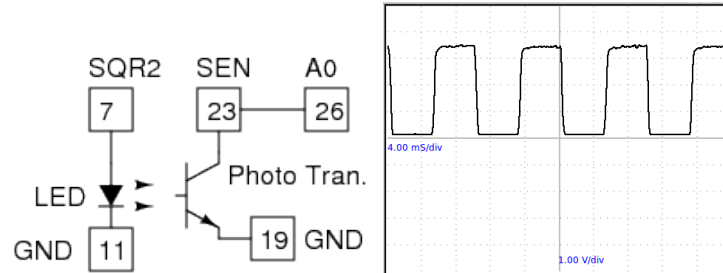 SQR2 SEN A0
7 23 26
LED Photo Tran.
GND 11 19 GND
4.00 mS/div
1.00 V/div